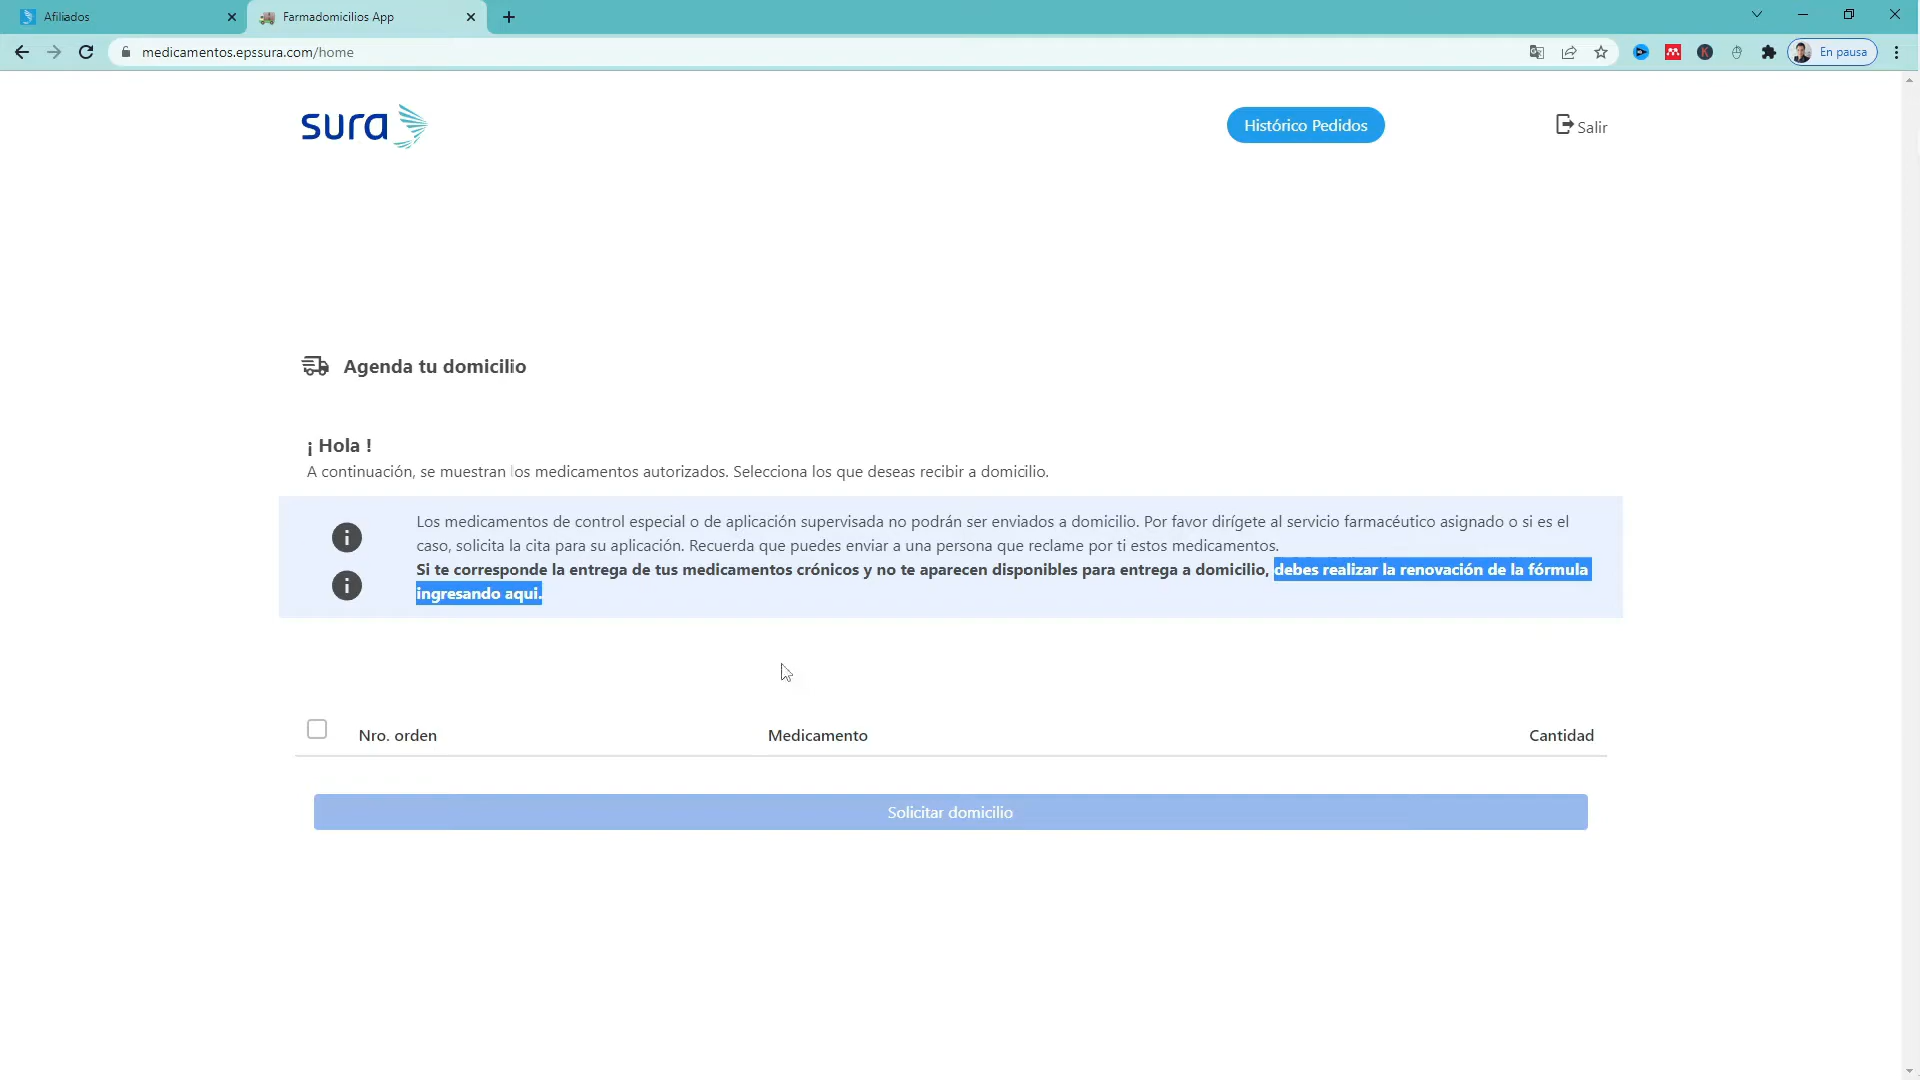 Afiliados
Farmadomicilios App
medicamentos.epssura.com/home
En pausa
sura
Histórico Pedidos
Salir
Agenda tu domicilio
¡ Hola !
A continuación, se muestran los medicamentos autorizados. Selecciona los que deseas recibir a domicilio.
Los medicamentos de control especial o de aplicación supervisada no podrán ser enviados a domicilio. Por favor dirígete al servicio farmacéutico asignado o si es el
caso, solicita la cita para su aplicación. Recuerda que puedes enviar a una persona que reclame por ti estos medicamentos.
Si te corresponde la entrega de tus medicamentos crónicos y no te aparecen disponibles para entrega a domicilio, debes realizar la renovación de la fórmula
ingresando aqui.
Nro. orden
Medicamento
Cantidad
Solicitar domicilio